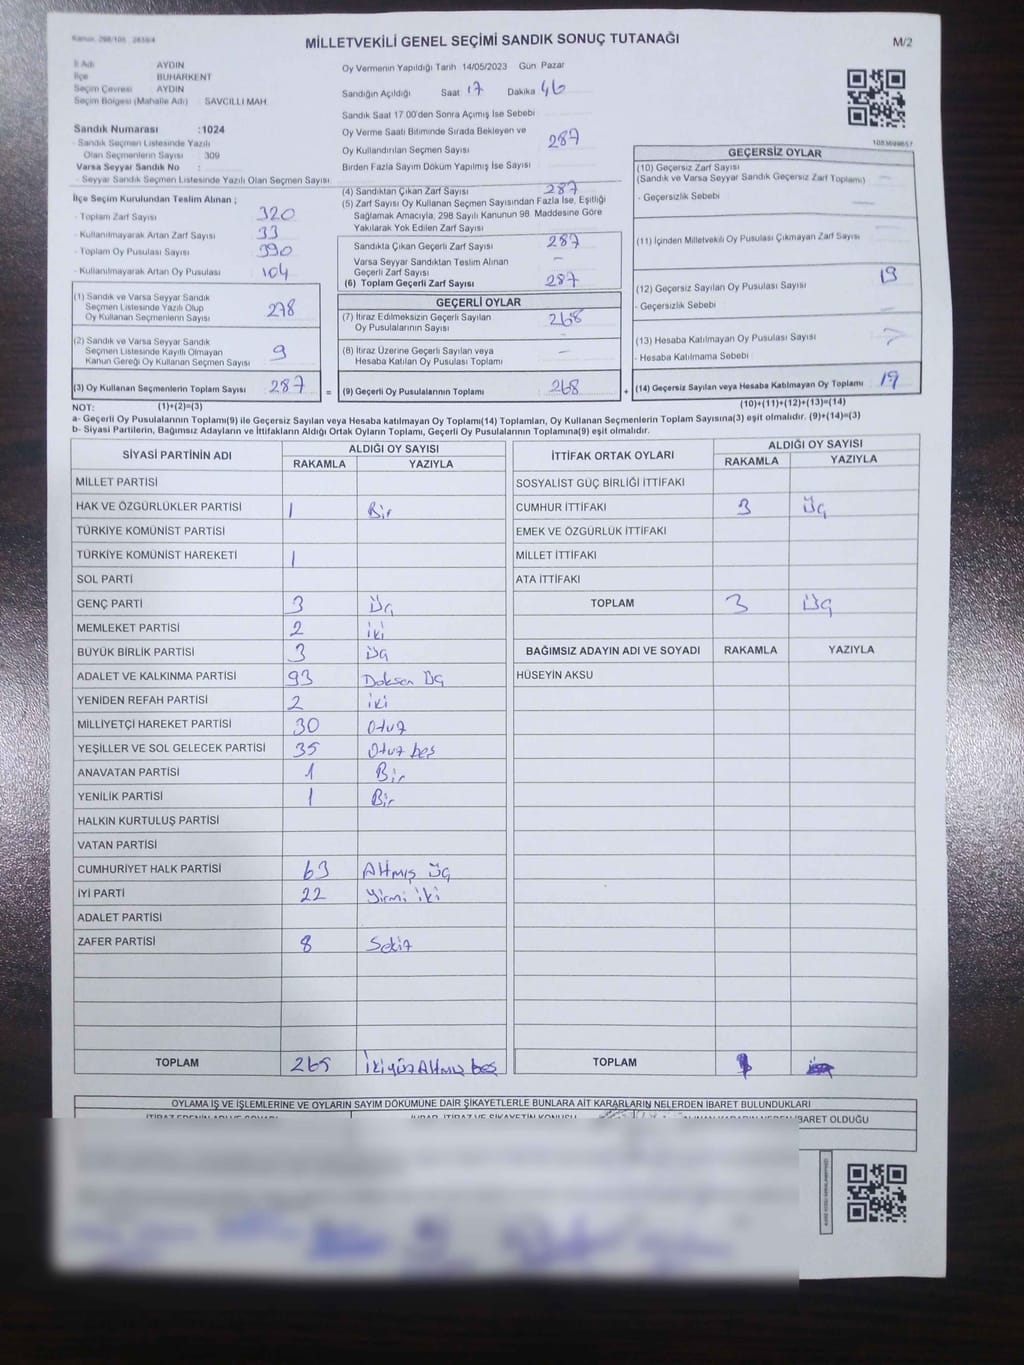 Kanun: 298/105 2839/4
MİLLETVEKİLİ GENEL SEÇİMİ SANDIK SONUÇ TUTANAĞI
M/2
İl Adı AYDIN
İlçe BUHARKENT
Seçim Çevresi AYDIN
Seçim Bölgesi (Mahalle Adı) SAVCILLI MAH.
Sandık Numarası :1024
- Sandık Seçmen Listesinde Yazılı
Olan Seçmenlerin Sayısı : 309
Varsa Seyyar Sandık No :
- Seyyar Sandık Seçmen Listesinde Yazılı Olan Seçmen Sayısı
İlçe Seçim Kurulundan Teslim Alınan ;
- Toplam Zarf Sayısı 320
- Kullanılmayarak Artan Zarf Sayısı 33
- Toplam Oy Pusulası Sayısı 390
- Kullanılmayarak Artan Oy Pusulası 104
(1) Sandık ve Varsa Seyyar Sandık
Seçmen Listesinde Yazılı Olup
Oy Kullanan Seçmenlerin Sayısı 278
(2) Sandık ve Varsa Seyyar Sandık
Seçmen Listesinde Kayıtlı Olmayan
Kanun Gereği Oy Kullanan Seçmen Sayısı 9
(3) Oy Kullanan Seçmenlerin Toplam Sayısı 287 =
Oy Vermenin Yapıldığı Tarih 14/05/2023 Gün Pazar
Sandığın Açıldığı Saat 17 Dakika 46
Sandık Saat 17.00'den Sonra Açımış İse Sebebi
Oy Verme Saati Bitiminde Sırada Bekleyen ve
Oy Kullandırılan Seçmen Sayısı 287
Birden Fazla Sayım Döküm Yapılmış İse Sayısı
(4) Sandıktan Çıkan Zarf Sayısı 287
(5) Zarf Sayısı Oy Kullanan Seçmen Sayısından Fazla İse, Eşitliği
Sağlamak Amacıyla, 298 Sayılı Kanunun 98. Maddesine Göre
Yakılarak Yok Edilen Zarf Sayısı
Sandıkta Çıkan Geçerli Zarf Sayısı 287
Varsa Seyyar Sandıktan Teslim Alınan
Geçerli Zarf Sayısı -
(6) Toplam Geçerli Zarf Sayısı 287
GEÇERLİ OYLAR
(7) İtiraz Edilmeksizin Geçerli Sayılan
Oy Pusulalarının Sayısı 268
(8) İtiraz Üzerine Geçerli Sayılan veya
Hesaba Katılan Oy Pusulası Toplamı -
(9) Geçerli Oy Pusulalarının Toplamı 268 +
1083699857
GEÇERSİZ OYLAR
(10) Geçersiz Zarf Sayısı
(Sandık ve Varsa Seyyar Sandık Geçersiz Zarf Toplamı) -
- Geçersizlik Sebebi
(11) İçinden Milletvekili Oy Pusulası Çıkmayan Zarf Sayısı
(12) Geçersiz Sayılan Oy Pusulası Sayısı 19
- Geçersizlik Sebebi
(13) Hesaba Katılmayan Oy Pusulası Sayısı
- Hesaba Katılmama Sebebi
(14) Geçersiz Sayılan veya Hesaba Katılmayan Oy Toplamı 19
NOT: (1)+(2)=(3) (10)+(11)+(12)+(13)=(14)
a- Geçerli Oy Pusulalarının Toplamı(9) ile Geçersiz Sayılan veya Hesaba katılmayan Oy Toplamı(14) Toplamları, Oy Kullanan Seçmenlerin Toplam Sayısına(3) eşit olmalıdır. (9)+(14)=(3)
b- Siyasi Partilerin, Bağımsız Adayların ve İttifakların Aldığı Ortak Oyların Toplamı, Geçerli Oy Pusulalarının Toplamına(9) eşit olmalıdır.
SİYASİ PARTİNİN ADI ALDIĞI OY SAYISI
RAKAMLA YAZIYLA
MİLLET PARTİSİ
HAK VE ÖZGÜRLÜKLER PARTİSİ 1 Bir
TÜRKİYE KOMÜNİST PARTİSİ
TÜRKİYE KOMÜNİST HAREKETİ 1
SOL PARTİ
GENÇ PARTİ 3 Üç
MEMLEKET PARTİSİ 2 iki
BÜYÜK BİRLİK PARTİSİ 3 Üç
ADALET VE KALKINMA PARTİSİ 93 Doksan Üç
YENİDEN REFAH PARTİSİ 2 iki
MİLLİYETÇİ HAREKET PARTİSİ 30 Otuz
YEŞİLLER VE SOL GELECEK PARTİSİ 35 Otuz beş
ANAVATAN PARTİSİ 1 Bir
YENİLİK PARTİSİ 1 Bir
HALKIN KURTULUŞ PARTİSİ
VATAN PARTİSİ
CUMHURİYET HALK PARTİSİ 63 Altmış Üç
İYİ PARTİ 22 Yirmi iki
ADALET PARTİSİ
ZAFER PARTİSİ 8 Sekiz
TOPLAM 265 İkiyüz Altmış beş
İTTİFAK ORTAK OYLARI ALDIĞI OY SAYISI
RAKAMLA YAZIYLA
SOSYALİST GÜÇ BİRLİĞİ İTTİFAKI
CUMHUR İTTİFAKI 3 Üç
EMEK VE ÖZGÜRLÜK İTTİFAKI
MİLLET İTTİFAKI
ATA İTTİFAKI
TOPLAM 3 Üç
BAĞIMSIZ ADAYIN ADI VE SOYADI RAKAMLA YAZIYLA
HÜSEYİN AKSU
TOPLAM
OYLAMA İŞ VE İŞLEMLERİNE VE OYLARIN SAYIM DÖKÜMÜNE DAİR ŞİKAYETLERLE BUNLARA AİT KARARLARIN NELERDEN İBARET BULUNDUKLARI
İBARET OLDUĞU